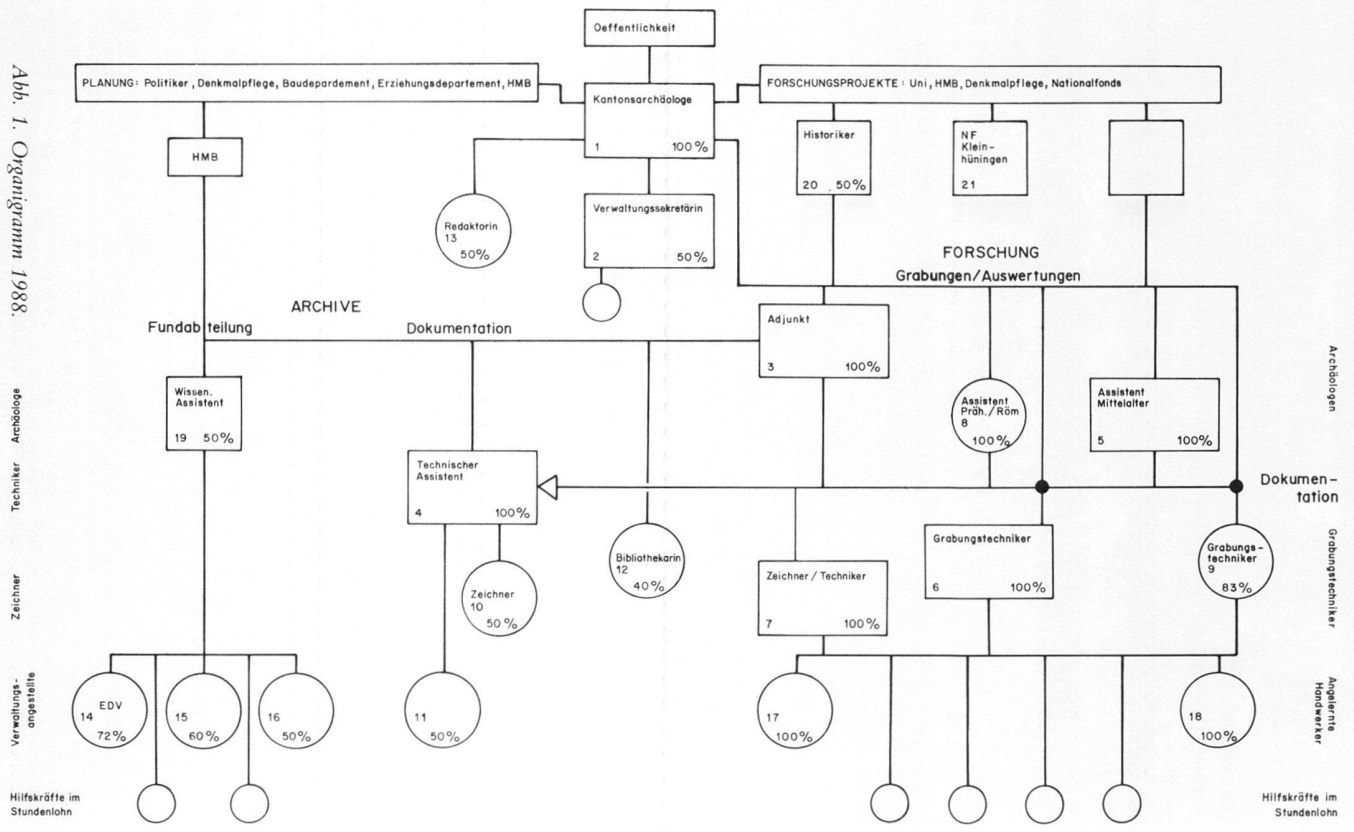 Oeffentlichkeit
PLANUNG: Politiker, Denkmalpflege, Baudepardement, Erziehungsdepartement, HMB
Kantonsarchäologe
1 100%
FORSCHUNGSPROJEKTE: Uni, HMB, Denkmalpflege, Nationalfonds
HMB
Historiker
20 50%
NF
Klein-
hüningen
21
Redaktorin
13
50%
Verwaltungssekretärin
2 50%
FORSCHUNG
Grabungen/Auswertungen
ARCHIVE
Fundabteilung
Dokumentation
Adjunkt
3 100%
Wissen.
Assistent
19 50%
Assistent
Präh./Röm
8
100%
Assistent
Mittelalter
5 100%
Technischer
Assistent
4 100%
Dokumen-
tation
Bibliothekarin
12
40%
Zeichner
10
50%
Zeichner / Techniker
7 100%
Grabungstechniker
6 100%
Grabungs-
techniker
9
83%
EDV
14
72%
15
60%
16
50%
11
50%
17
100%
18
100%
Hilfskräfte im
Stundenlohn
Hilfskräfte im
Stundenlohn
Abb. 1. Organigramm 1988.
Archäologe
Techniker
Zeichner
Verwaltungs-
angestellte
Archäologen
Grabungstechniker
Angelernte
Handwerker